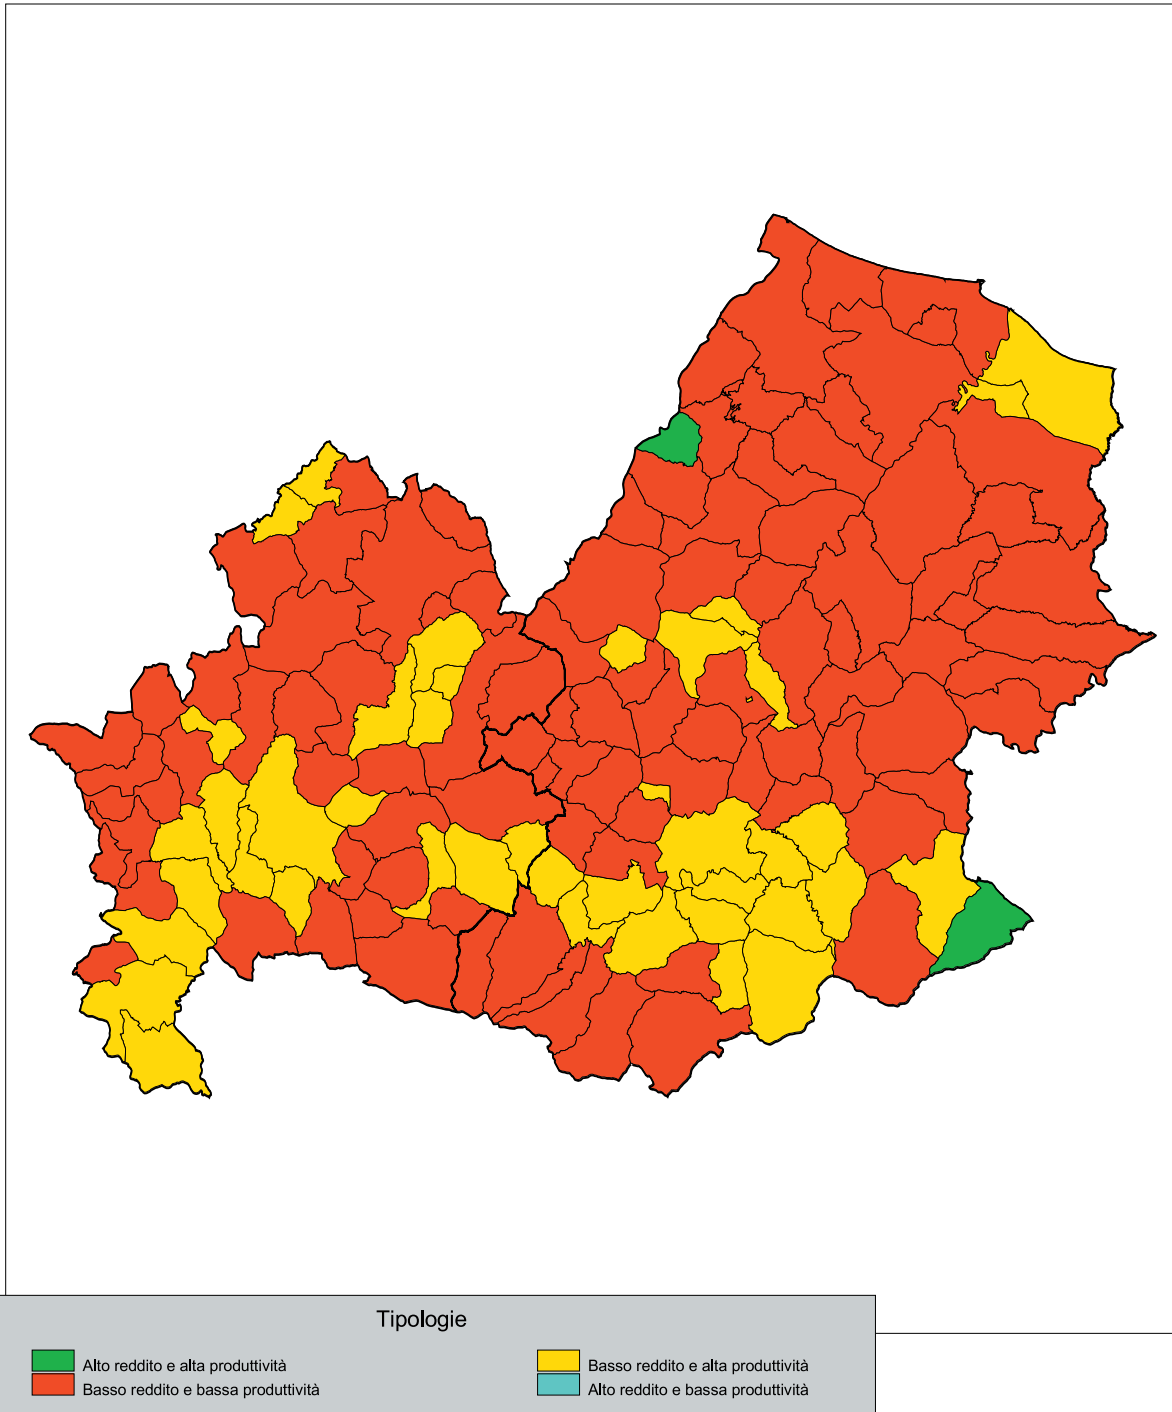 Tipologie
Alto reddito e alta produttività
Basso reddito e bassa produttività
Basso reddito e alta produttività
Alto reddito e bassa produttività